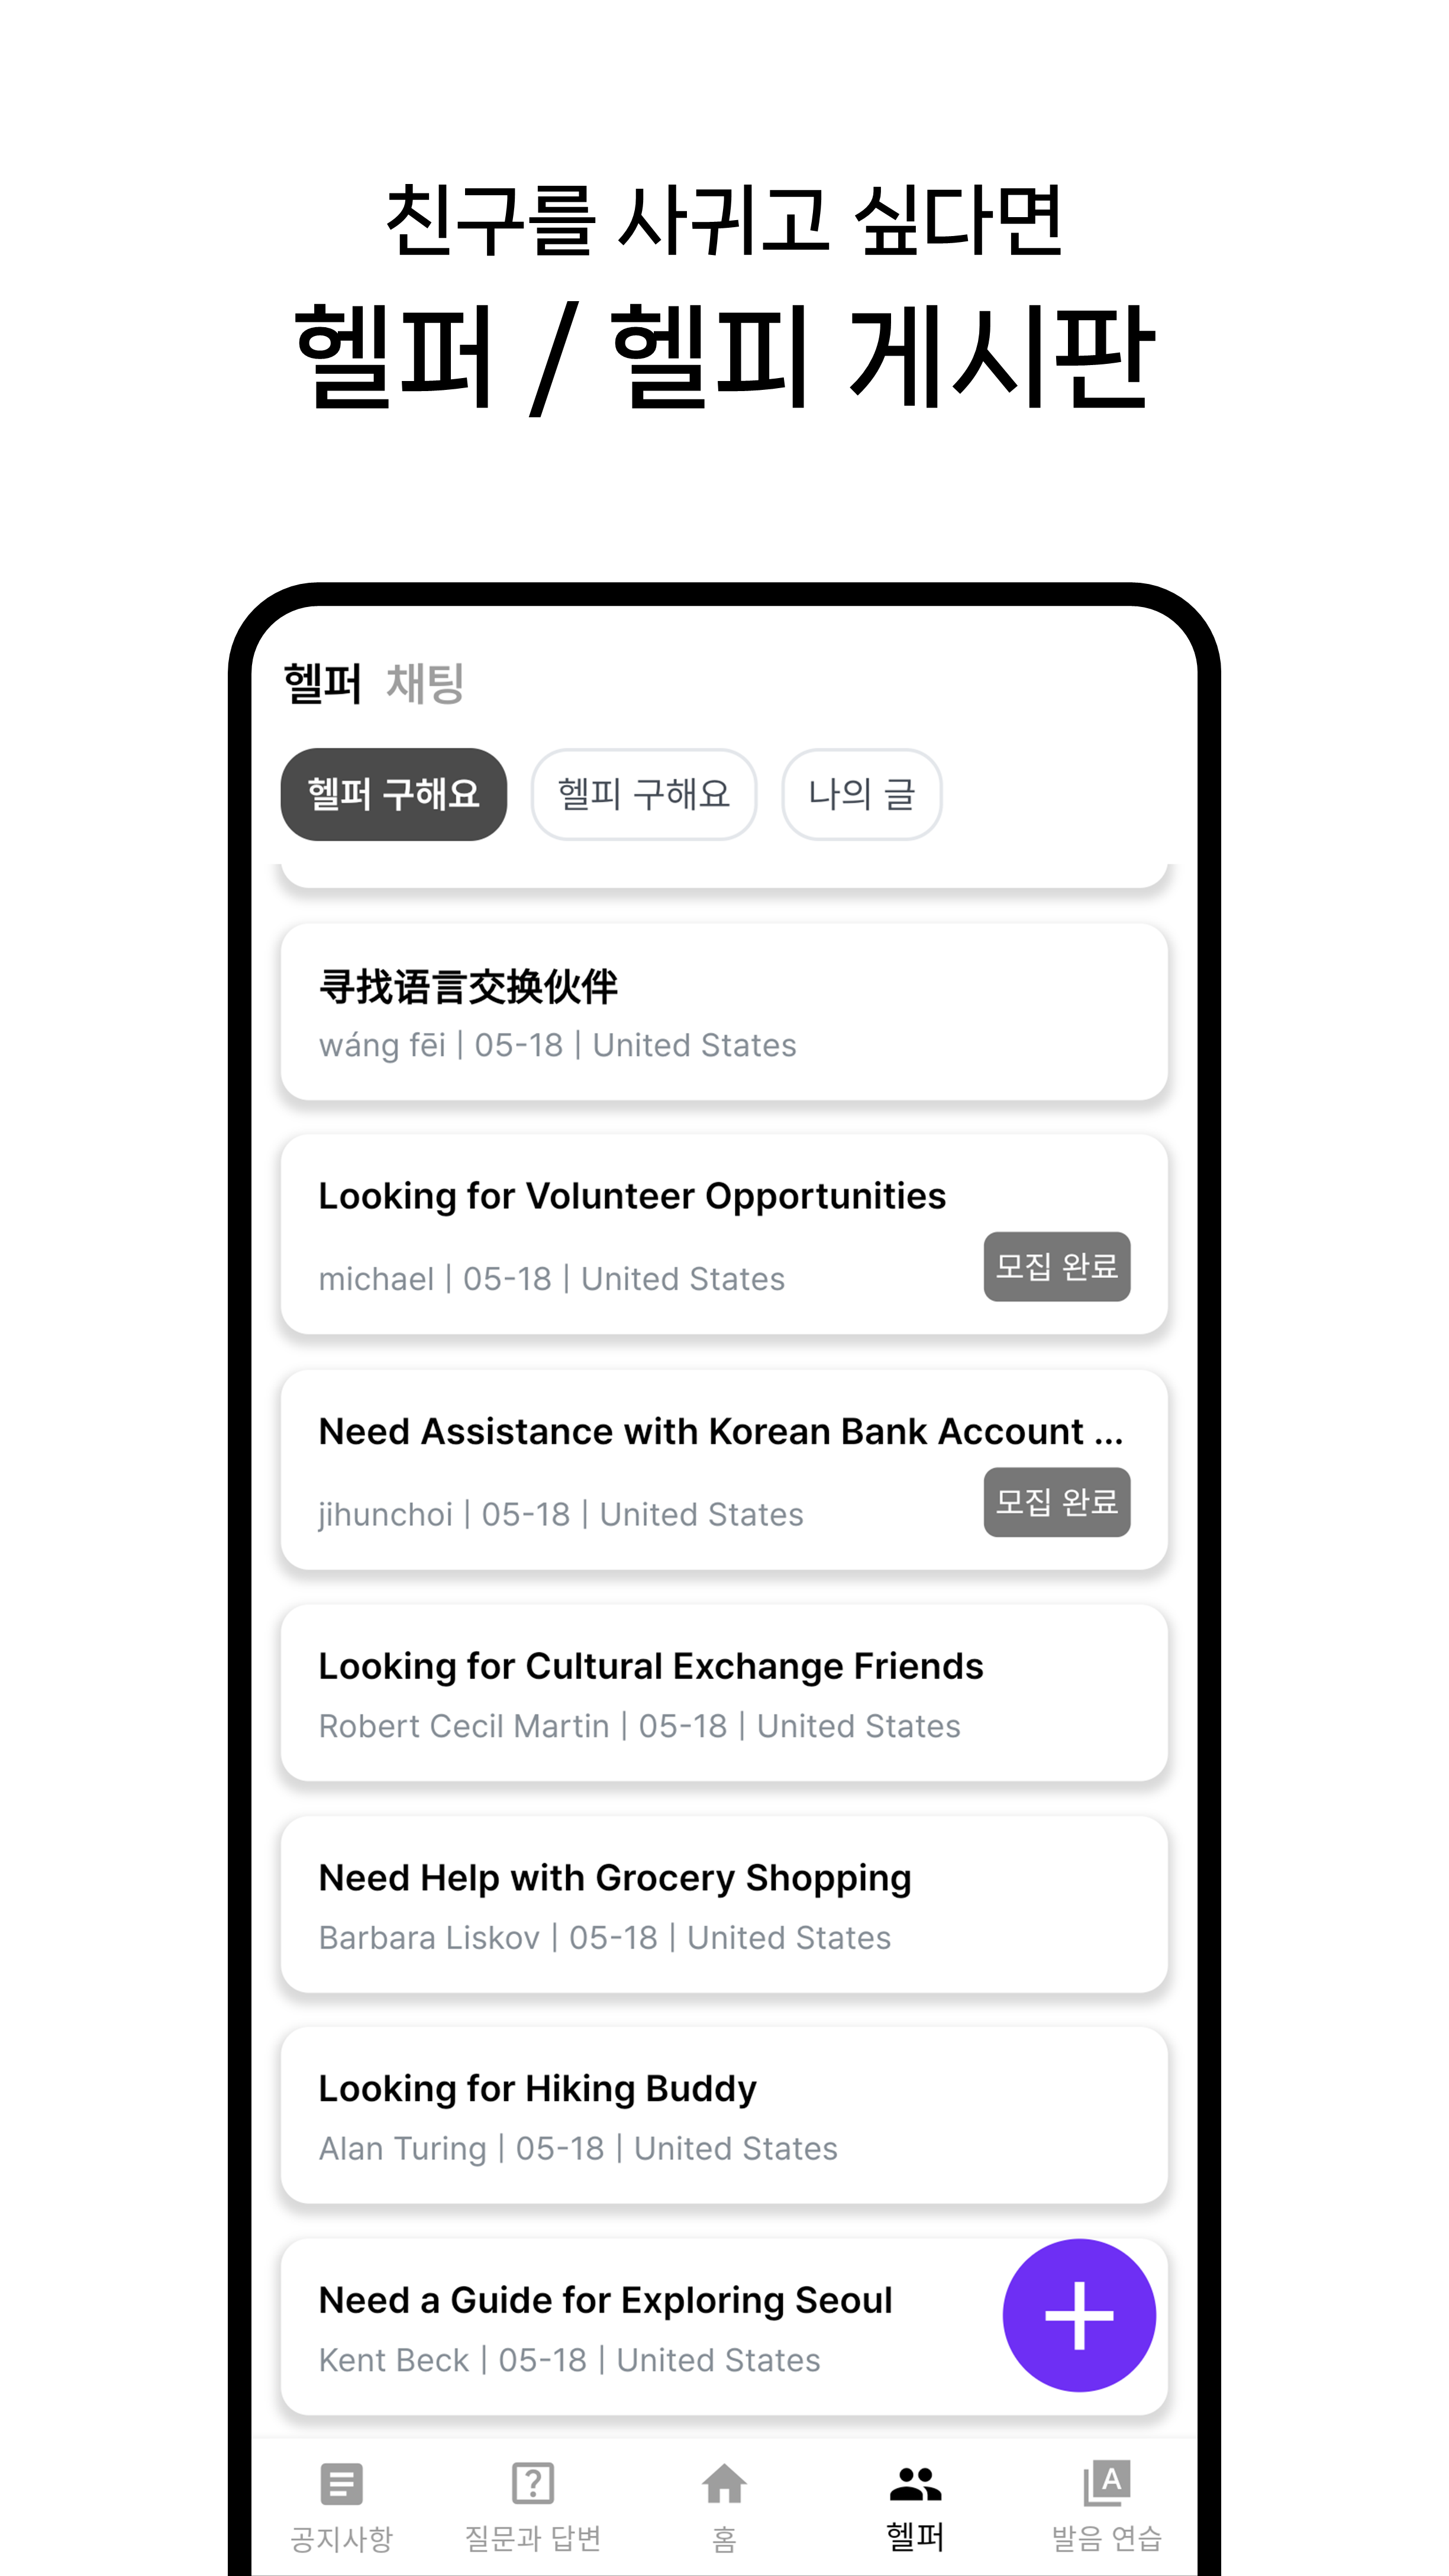 친구를 사귀고 싶다면
헬퍼 / 헬피 게시판
헬퍼 채팅
헬퍼 구해요 헬피 구해요 나의 글
寻找语言交换伙伴
wáng fēi | 05-18 | United States
Looking for Volunteer Opportunities
michael | 05-18 | United States 모집 완료
Need Assistance with Korean Bank Account ...
jihunchoi | 05-18 | United States 모집 완료
Looking for Cultural Exchange Friends
Robert Cecil Martin | 05-18 | United States
Need Help with Grocery Shopping
Barbara Liskov | 05-18 | United States
Looking for Hiking Buddy
Alan Turing | 05-18 | United States
Need a Guide for Exploring Seoul
Kent Beck | 05-18 | United States
공지사항 질문과 답변 홈 헬퍼 발음 연습